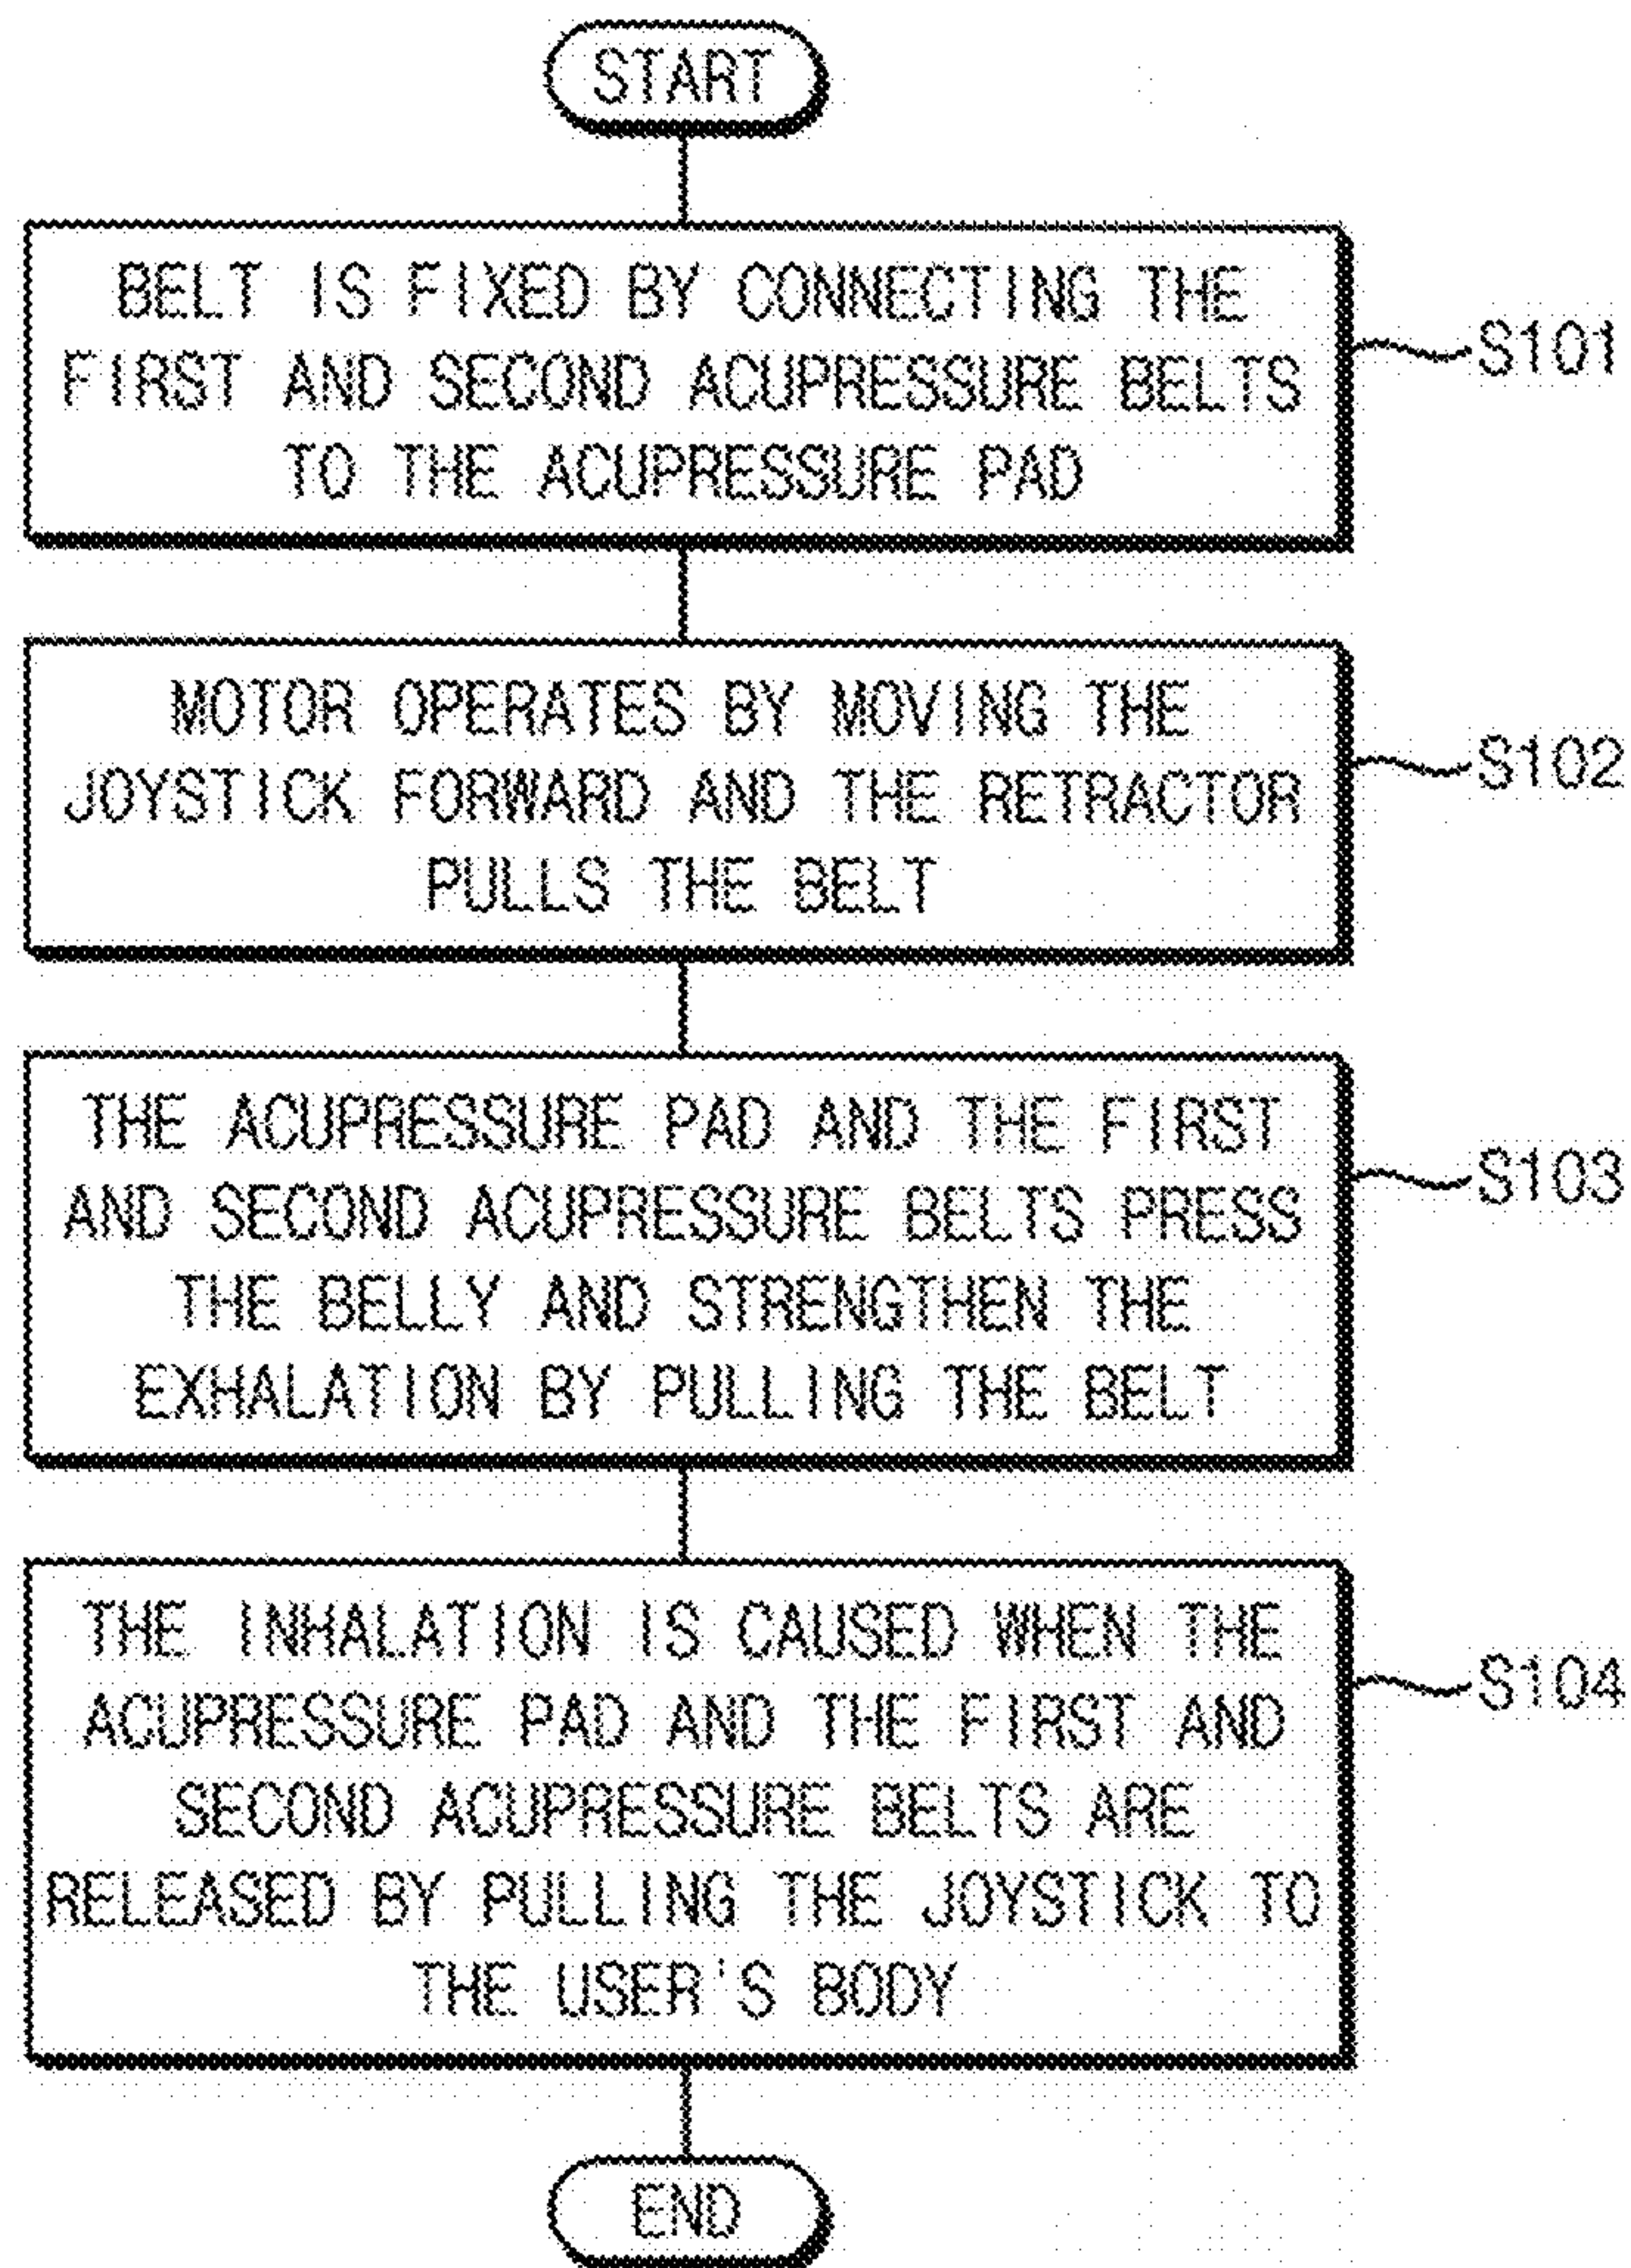 START
BELT IS FIXED BY CONNECTING THE
FIRST AND SECOND ACUPRESSURE BELTS
TO THE ACUPRESSURE PAD
S101
MOTOR OPERATES BY MOVING THE
JOYSTICK FORWARD AND THE RETRACTOR
PULLS THE BELT
S102
THE ACUPRESSURE PAD AND THE FIRST
AND SECOND ACUPRESSURE BELTS PRESS
THE BELLY AND STRENGTHEN THE
EXHALATION BY PULLING THE BELT
S103
THE INHALATION IS CAUSED WHEN THE
ACUPRESSURE PAD AND THE FIRST AND
SECOND ACUPRESSURE BELTS ARE
RELEASED BY PULLING THE JOYSTICK TO
THE USER'S BODY
S104
END